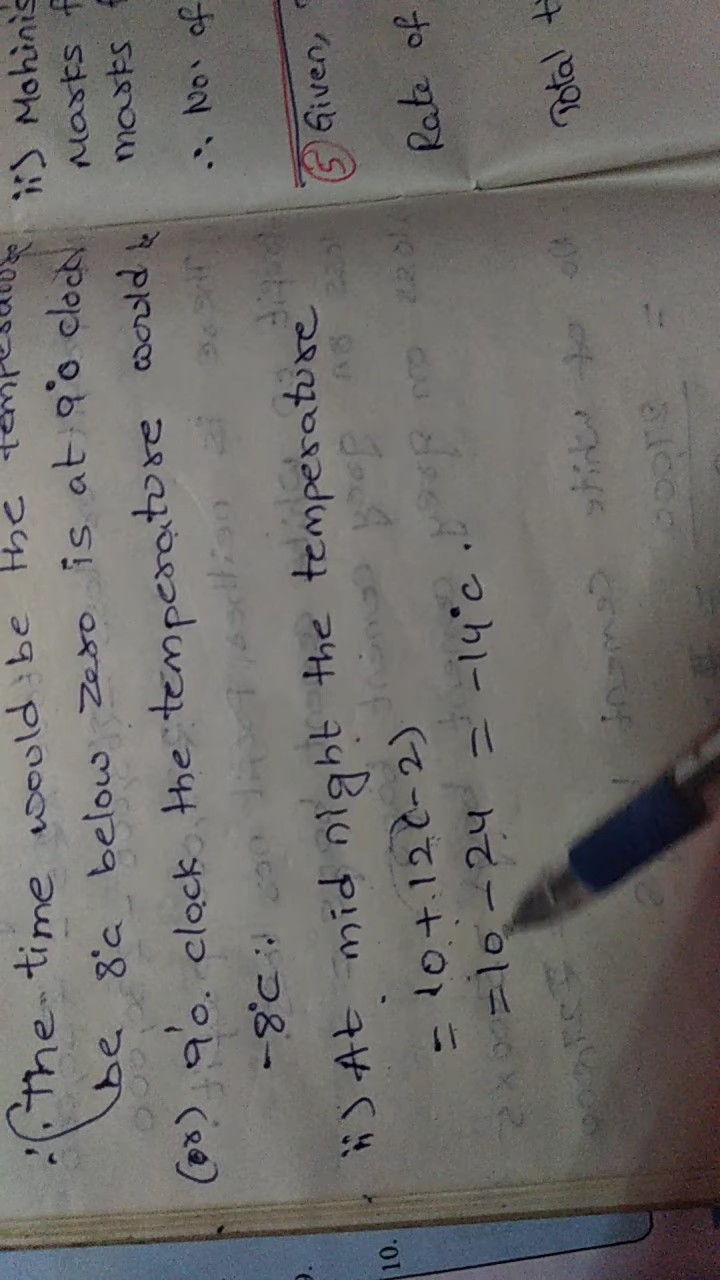 ∴ The time would be the temperature
be 8°c below zero is at 9°o clock
(or) 9°o. clock the temperature would be
-8°c.
ii) At mid night the temperature
= 10 + 12(-2)
= 10 - 24 = -14°c.
ii) Mohinis
Marks f
marks f
∴ No. of
⑤ Given,
Rate of
Total t
10.